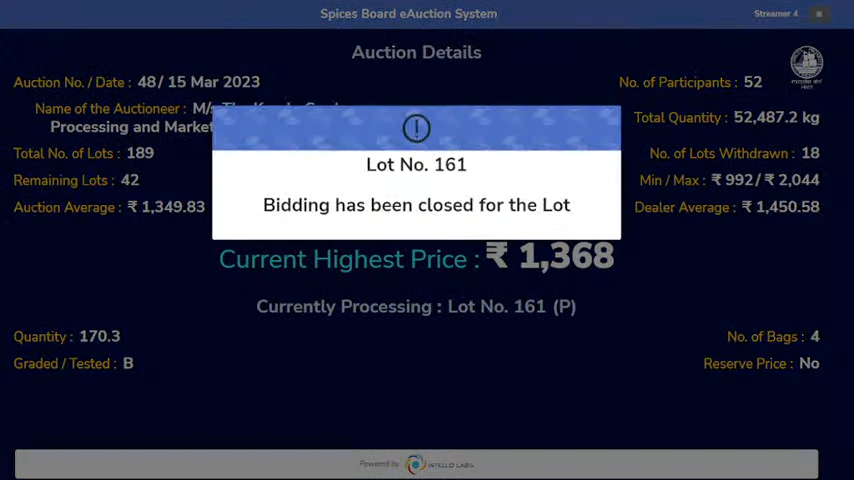 Spices Board eAuction System
Streamer 4
Auction Details
Auction No. / Date : 48/ 15 Mar 2023
No. of Participants : 52
Name of the Auctioneer : M/s
Processing and Market
Total Quantity : 52,487.2 kg
Total No. of Lots : 189
No. of Lots Withdrawn : 18
Remaining Lots : 42
Min / Max : ₹ 992/ ₹ 2,044
Auction Average : ₹ 1,349.83
Dealer Average : ₹ 1,450.58
Lot No. 161
Bidding has been closed for the Lot
Current Highest Price : ₹ 1,368
Currently Processing : Lot No. 161 (P)
Quantity : 170.3
No. of Bags : 4
Graded / Tested : B
Reserve Price : No
Powered by INTELLO LABS